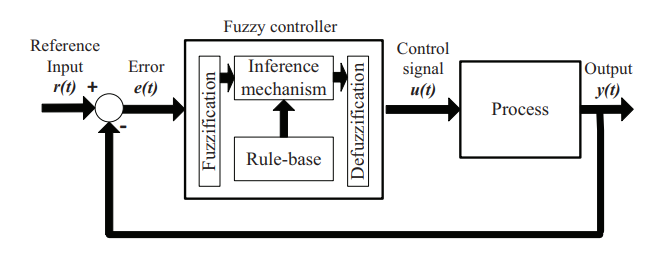 Fuzzy controller
Reference
Input
r(t)
+
-
Error
e(t)
Fuzzification
Inference
mechanism
Rule-base
Defuzzification
Control
signal
u(t)
Process
Output
y(t)